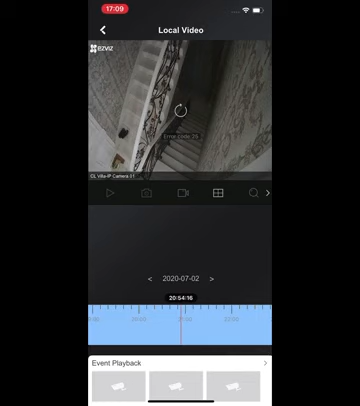 17:09
Local Video
ezviz
Error code: 25
CL Villa-IP Camera 11
< 2020-07-02 >
20:54:16
Event Playback >